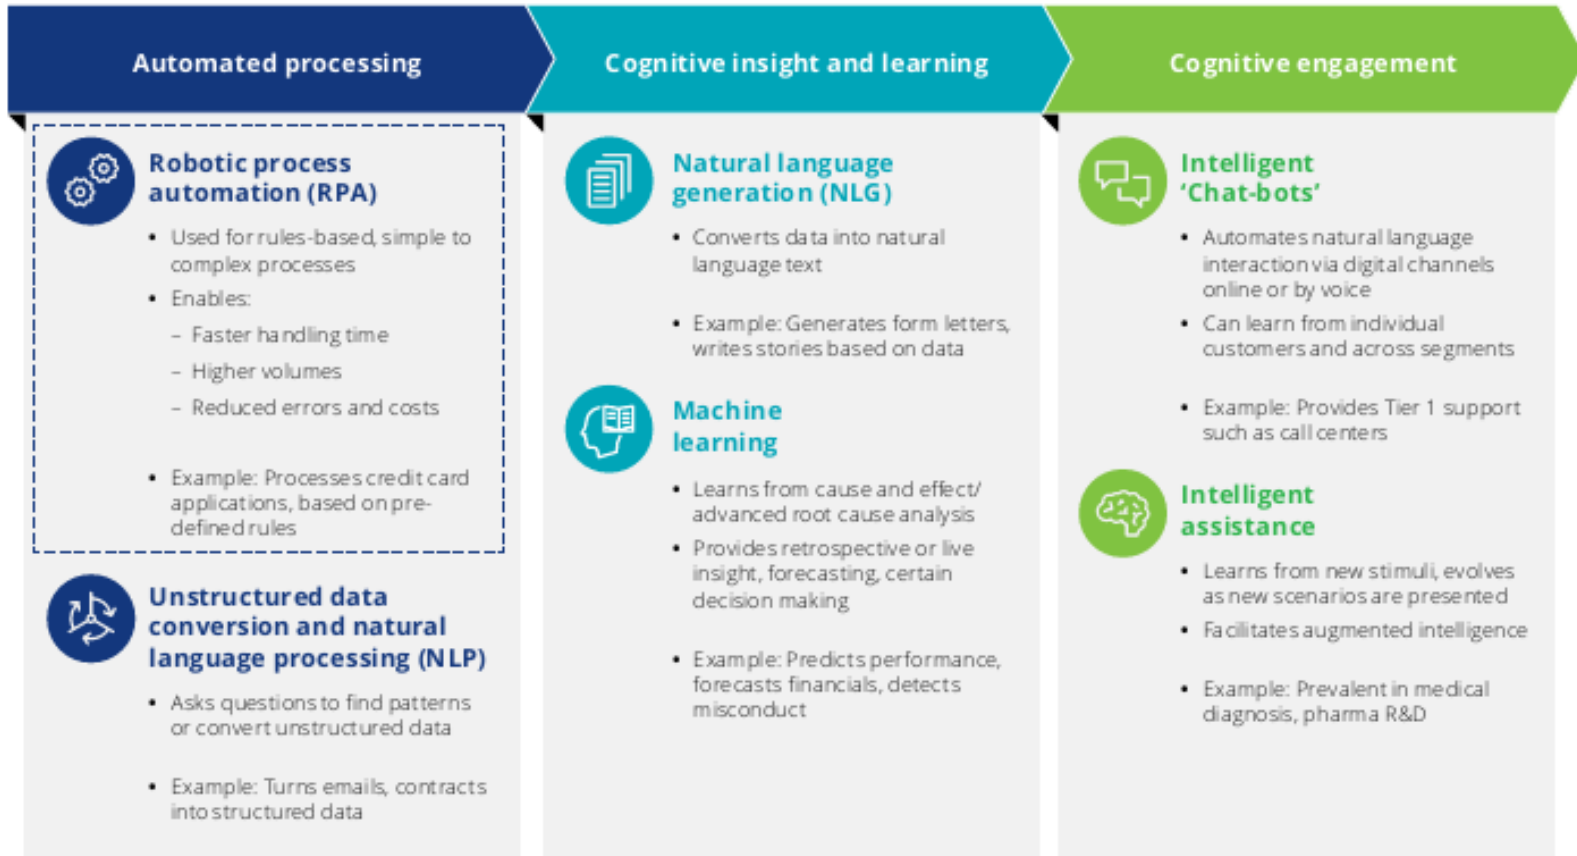 Automated processing
Robotic process
automation (RPA)
• Used for rules-based, simple to
complex processes
• Enables:
– Faster handling time
– Higher volumes
– Reduced errors and costs
• Example: Processes credit card
applications, based on pre-
defined rules
Unstructured data
conversion and natural
language processing (NLP)
• Asks questions to find patterns
or convert unstructured data
• Example: Turns emails, contracts
into structured data
Cognitive insight and learning
Natural language
generation (NLG)
• Converts data into natural
language text
• Example: Generates form letters,
writes stories based on data
Machine
learning
• Learns from cause and effect/
advanced root cause analysis
• Provides retrospective or live
insight, forecasting, certain
decision making
• Example: Predicts performance,
forecasts financials, detects
misconduct
Cognitive engagement
Intelligent
‘Chat-bots’
• Automates natural language
interaction via digital channels
online or by voice
• Can learn from individual
customers and across segments
• Example: Provides Tier 1 support
such as call centers
Intelligent
assistance
• Learns from new stimuli, evolves
as new scenarios are presented
• Facilitates augmented intelligence
• Example: Prevalent in medical
diagnosis, pharma R&D